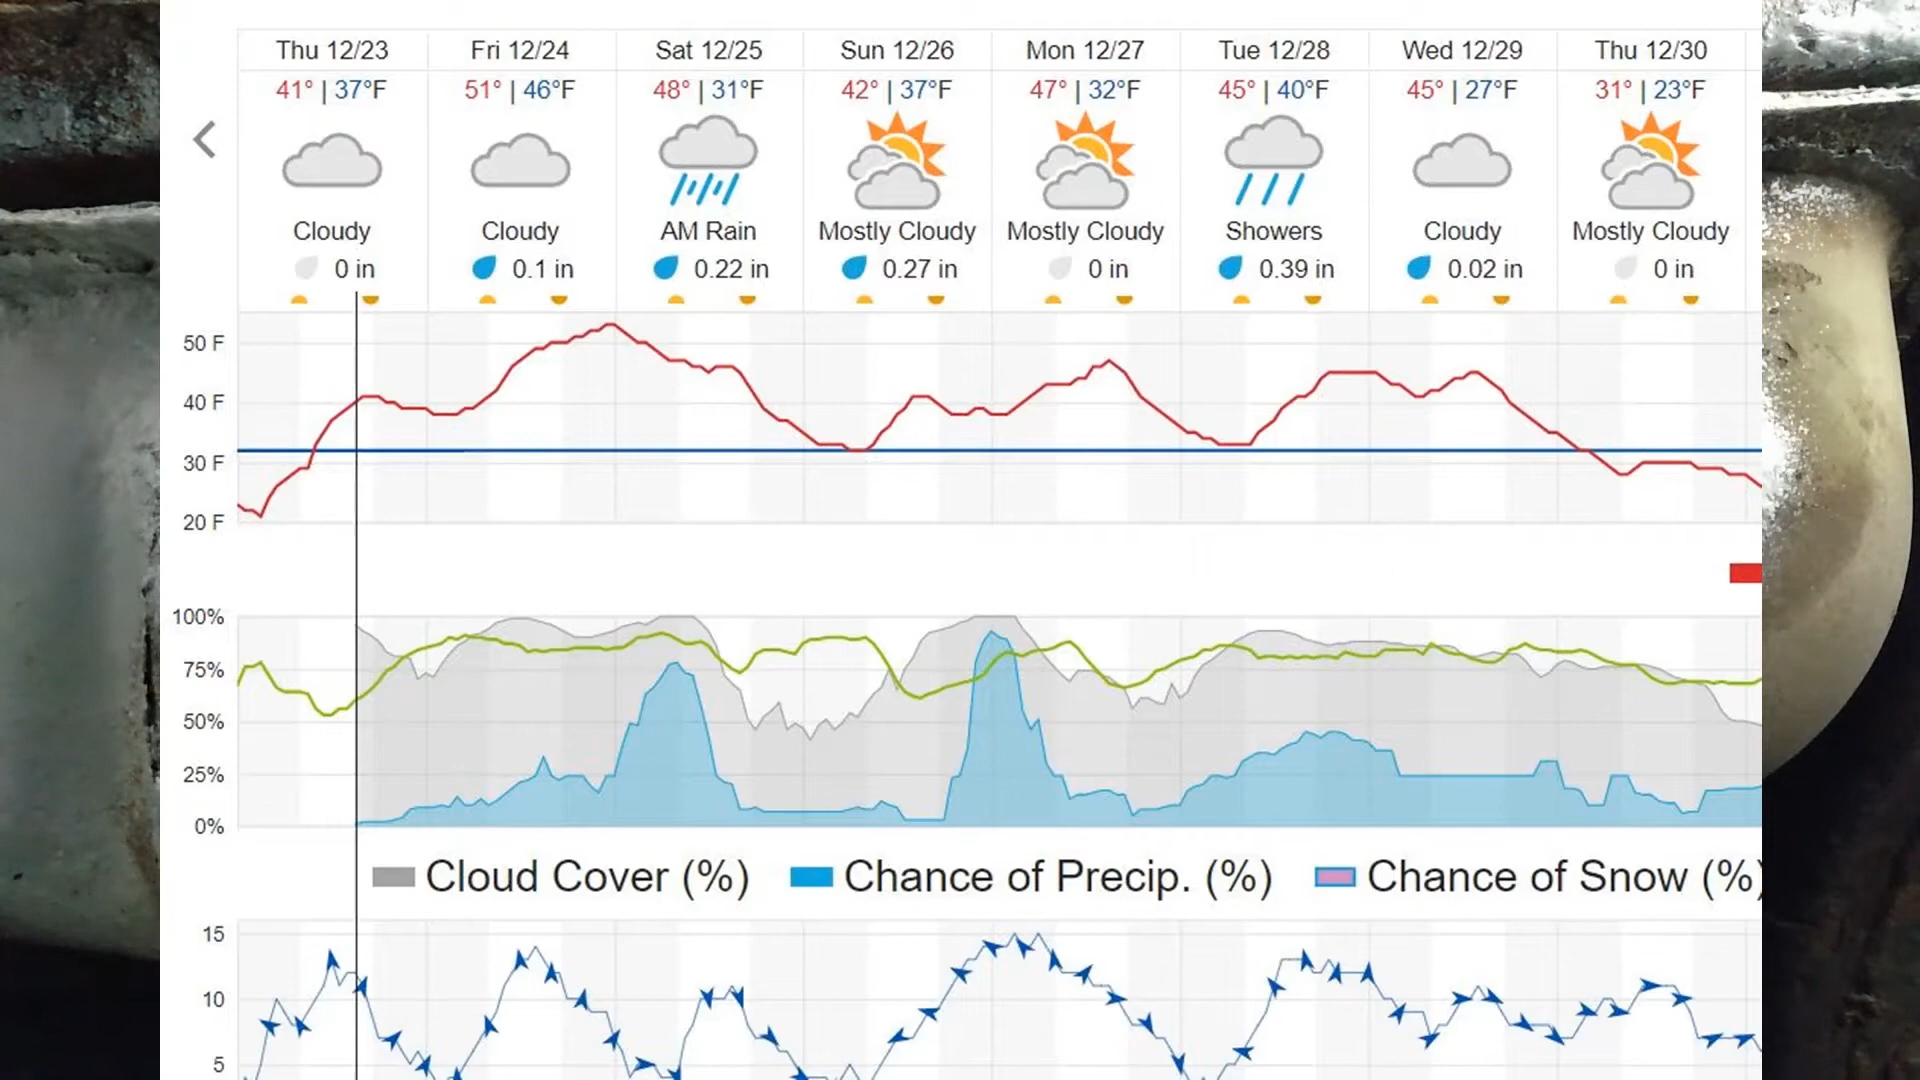 Thu 12/23 Fri 12/24 Sat 12/25 Sun 12/26 Mon 12/27 Tue 12/28 Wed 12/29 Thu 12/30
41° | 37°F 51° | 46°F 48° | 31°F 42° | 37°F 47° | 32°F 45° | 40°F 45° | 27°F 31° | 23°F
Cloudy Cloudy AM Rain Mostly Cloudy Mostly Cloudy Showers Cloudy Mostly Cloudy
0 in 0.1 in 0.22 in 0.27 in 0 in 0.39 in 0.02 in 0 in
50 F
40 F
30 F
20 F
100%
75%
50%
25%
0%
Cloud Cover (%) Chance of Precip. (%) Chance of Snow (%)
15
10
5